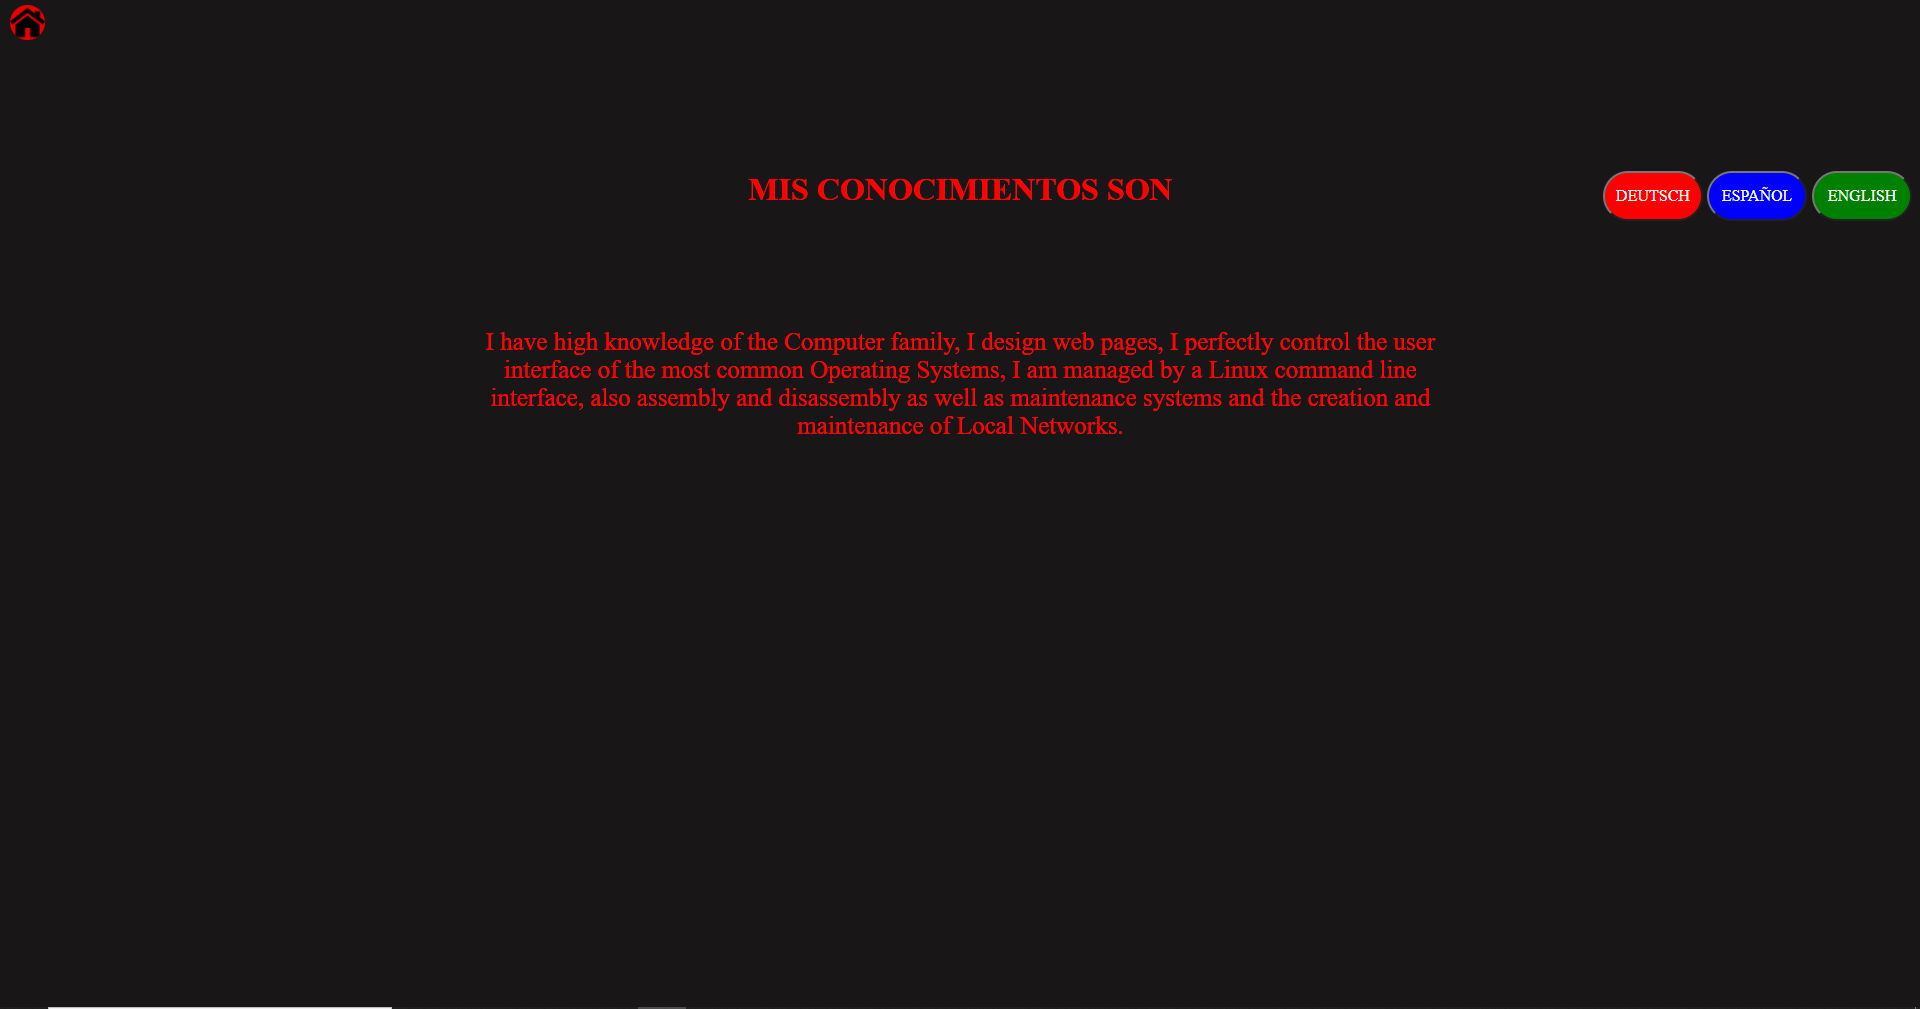 MIS CONOCIMIENTOS SON
DEUTSCH
ESPAÑOL
ENGLISH
I have high knowledge of the Computer family, I design web pages, I perfectly control the user
interface of the most common Operating Systems, I am managed by a Linux command line
interface, also assembly and disassembly as well as maintenance systems and the creation and
maintenance of Local Networks.